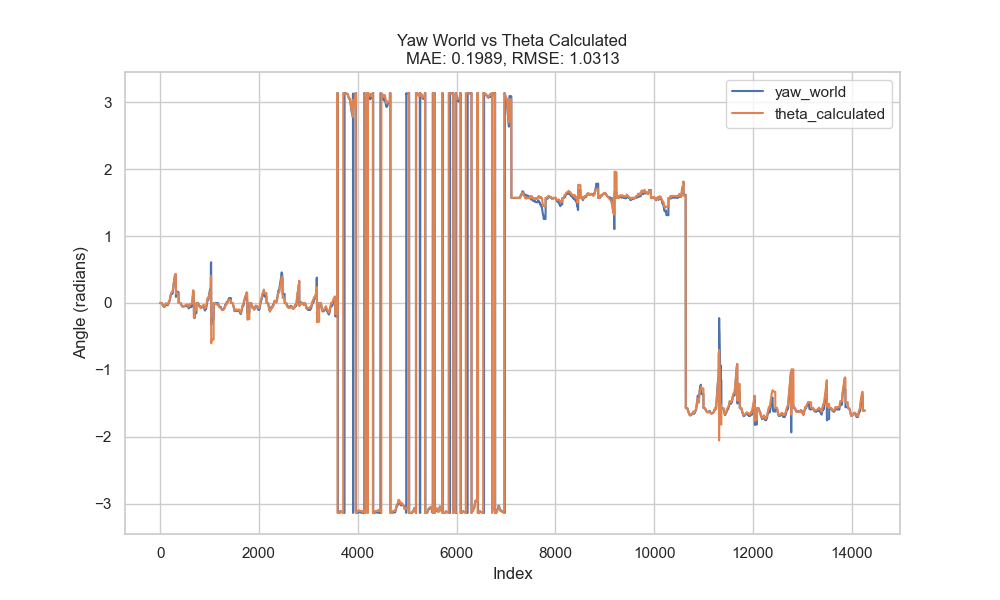 Yaw World vs Theta Calculated
MAE: 0.1989, RMSE: 1.0313
yaw_world
theta_calculated
Angle (radians)
3
2
1
0
−1
−2
−3
0 2000 4000 6000 8000 10000 12000 14000
Index